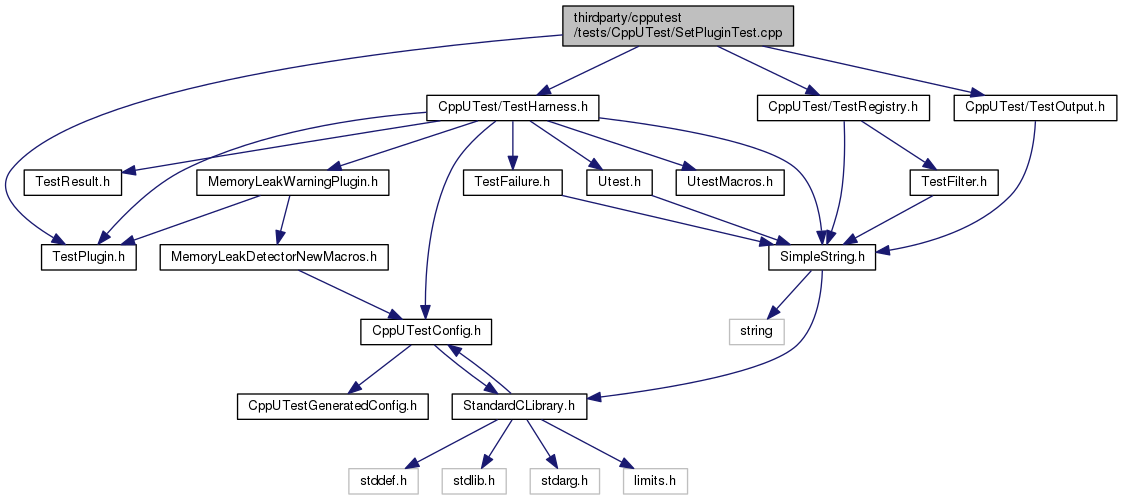 thirdparty/cpputest
/tests/CppUTest/SetPluginTest.cpp
CppUTest/TestHarness.h
CppUTest/TestRegistry.h
CppUTest/TestOutput.h
TestResult.h
MemoryLeakWarningPlugin.h
TestFailure.h
Utest.h
UtestMacros.h
TestFilter.h
TestPlugin.h
MemoryLeakDetectorNewMacros.h
SimpleString.h
CppUTestConfig.h
string
CppUTestGeneratedConfig.h
StandardCLibrary.h
stddef.h
stdlib.h
stdarg.h
limits.h